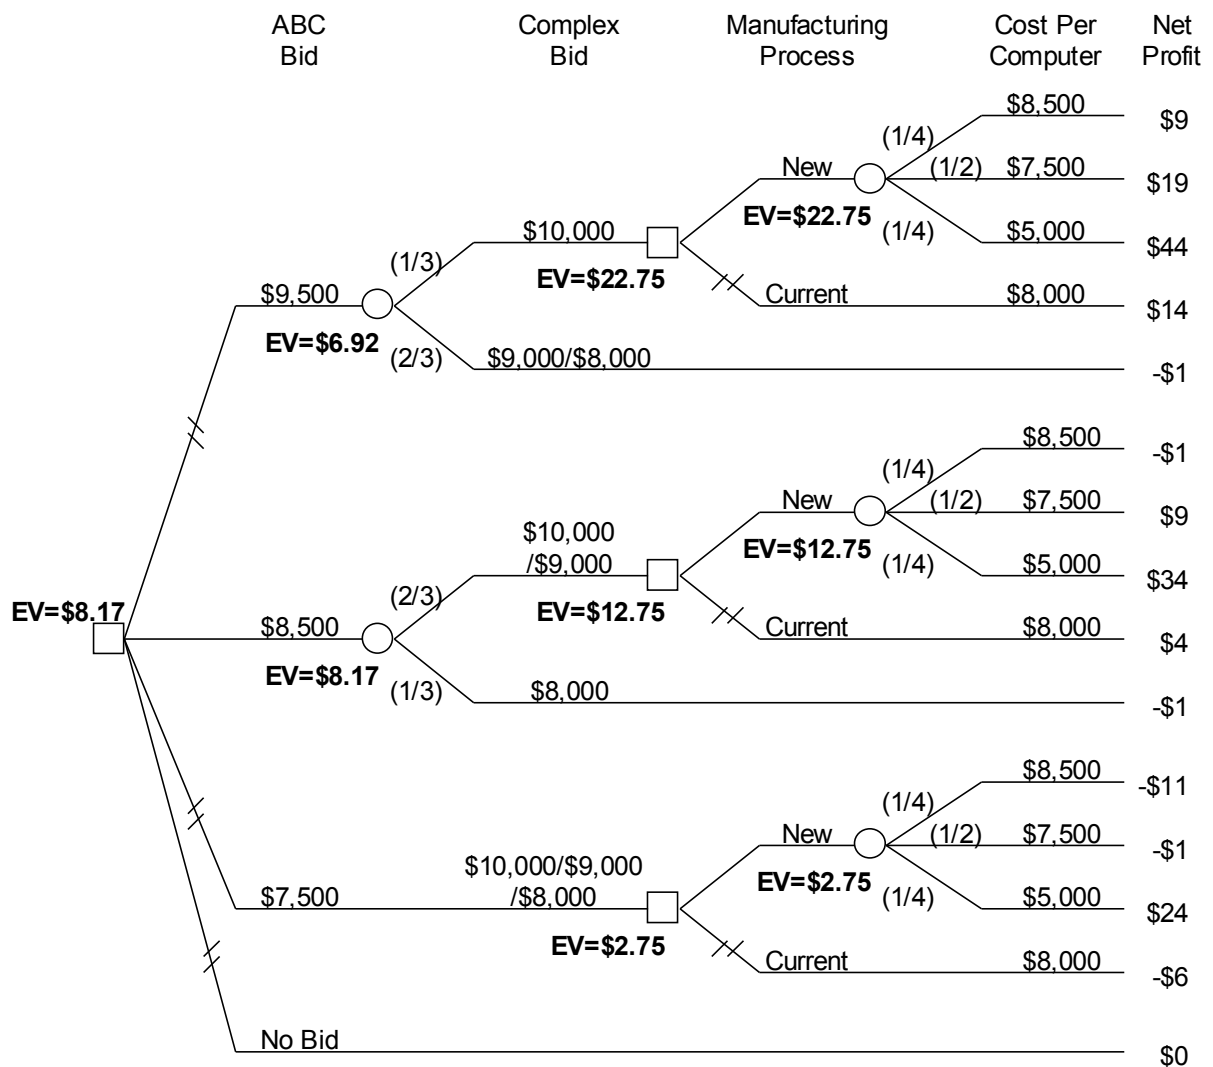 ABC
Bid
Complex
Bid
Manufacturing
Process
Cost Per
Computer
Net
Profit
$8,500
$9
(1/4)
New
(1/2)
$7,500
$19
EV=$22.75
(1/4)
$5,000
$44
$10,000
(1/3)
EV=$22.75
Current
$8,000
$14
$9,500
EV=$6.92
(2/3)
$9,000/$8,000
-$1
$8,500
-$1
(1/4)
New
(1/2)
$7,500
$9
EV=$12.75
(1/4)
$5,000
$34
$10,000
/$9,000
(2/3)
EV=$12.75
Current
$8,000
$4
EV=$8.17
$8,500
EV=$8.17
(1/3)
$8,000
-$1
$8,500
-$11
(1/4)
New
(1/2)
$7,500
-$1
EV=$2.75
(1/4)
$5,000
$24
$7,500
$10,000/$9,000
/$8,000
EV=$2.75
Current
$8,000
-$6
No Bid
$0